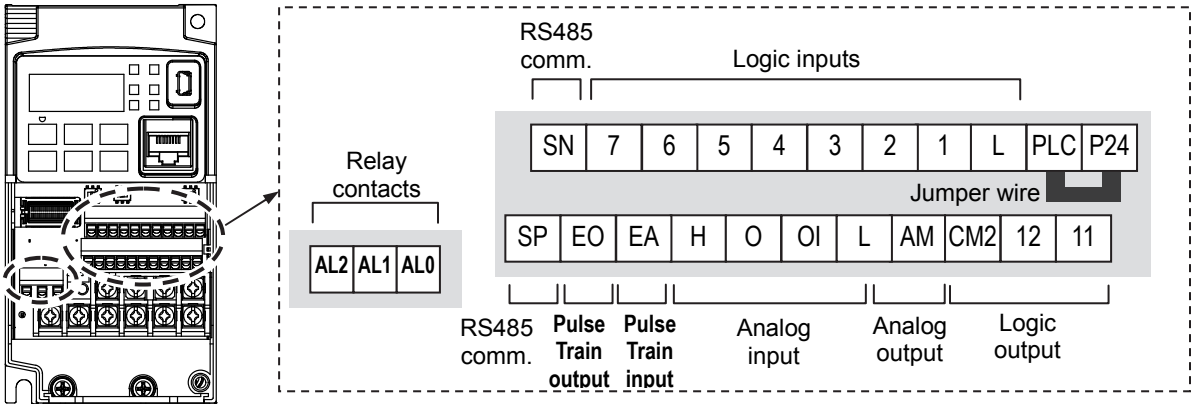 RS485
comm.
Logic inputs
SN 7 6 5 4 3 2 1 L PLC P24
Jumper wire
Relay
contacts
AL2 AL1 AL0
SP EO EA H O OI L AM CM2 12 11
RS485
comm.
Pulse
Train
output
Pulse
Train
input
Analog
input
Analog
output
Logic
output